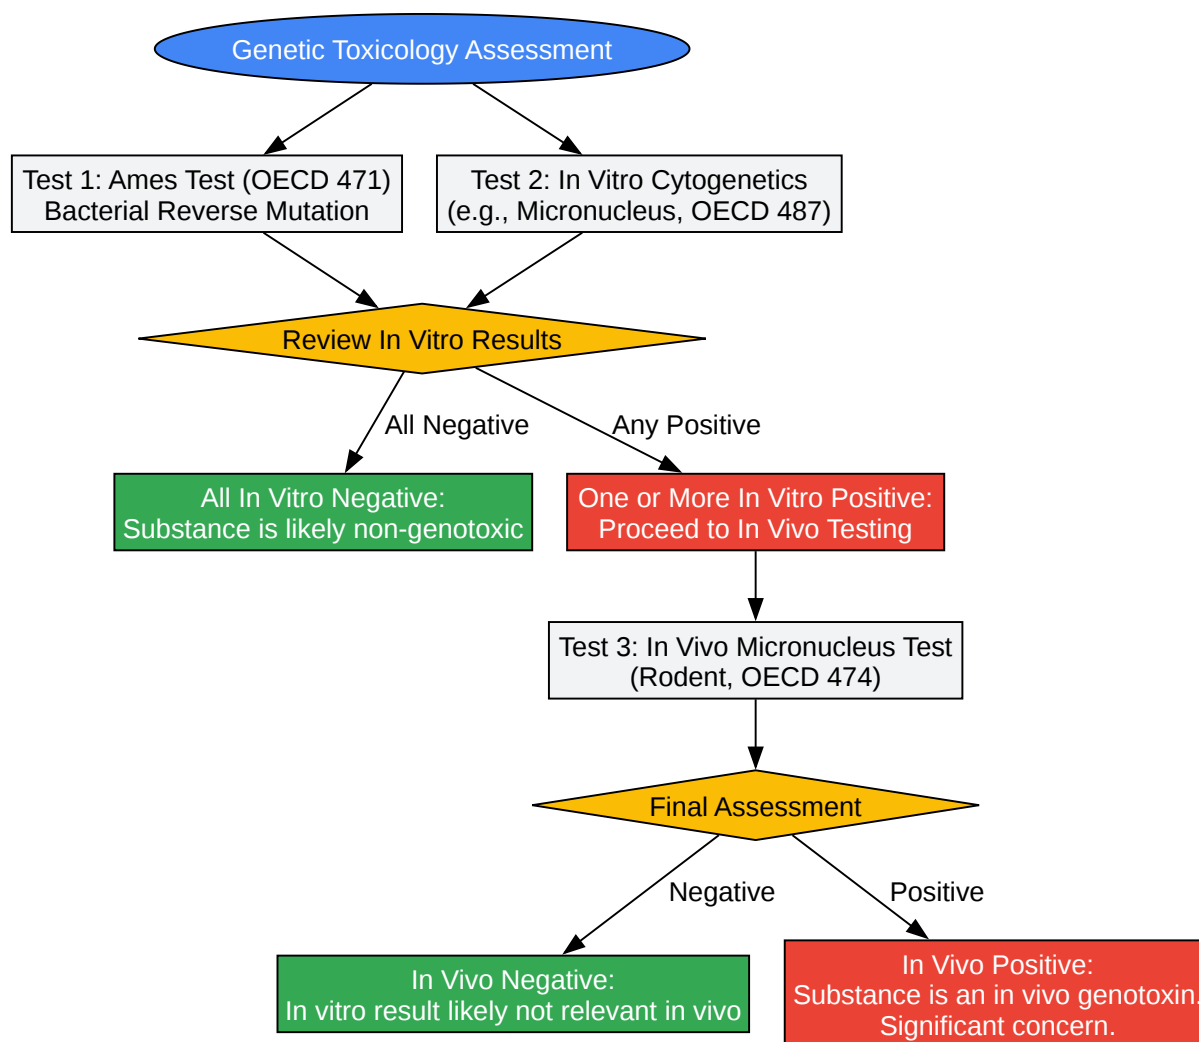 Genetic Toxicology Assessment
Test 1: Ames Test (OECD 471)
Bacterial Reverse Mutation
Test 2: In Vitro Cytogenetics
(e.g., Micronucleus, OECD 487)
Review In Vitro Results
All Negative
Any Positive
All In Vitro Negative:
Substance is likely non-genotoxic
One or More In Vitro Positive:
Proceed to In Vivo Testing
Test 3: In Vivo Micronucleus Test
(Rodent, OECD 474)
Final Assessment
Negative
Positive
In Vivo Negative:
In vitro result likely not relevant in vivo
In Vivo Positive:
Substance is an in vivo genotoxin.
Significant concern.